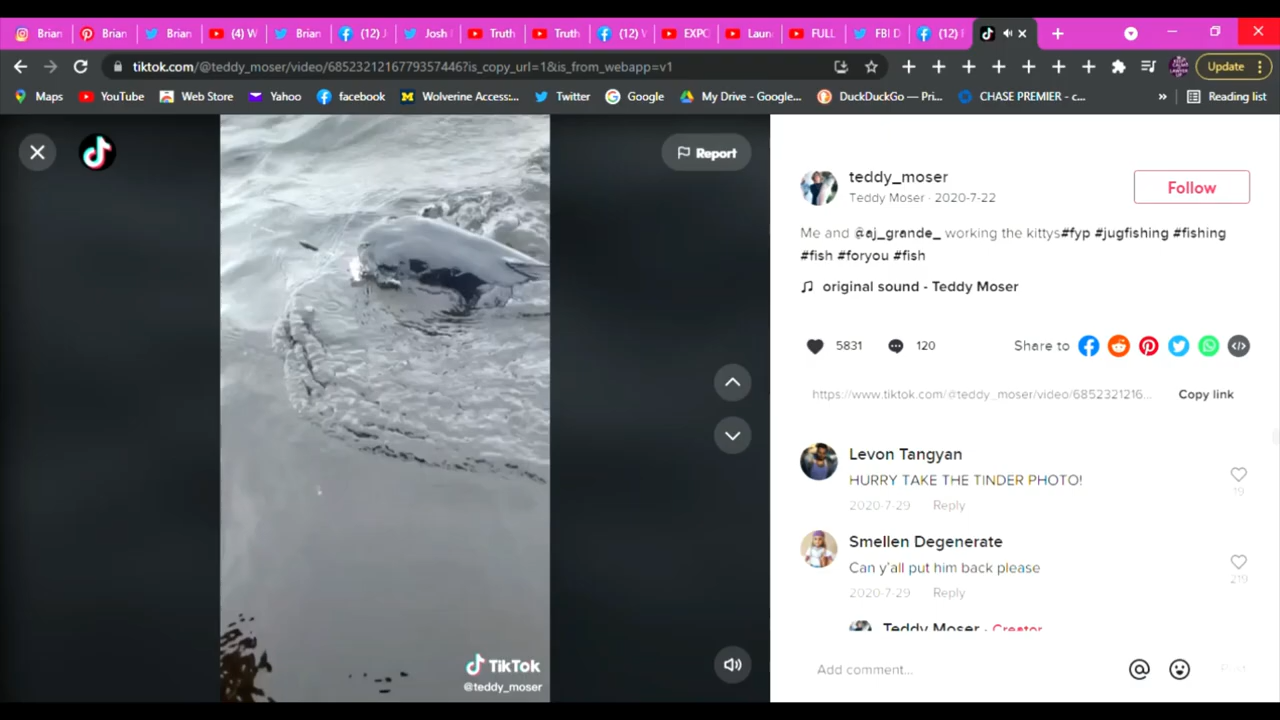 Brian
Brian
Brian
(4) W
Brian
(12) J
Josh
Truth
Truth
(12) V
EXPO
Laun
FULL
FBI D
(12) F
tiktok.com/@teddy_moser/video/6852321216779357446?is_copy_url=1&is_from_webapp=v1
Update
Maps
YouTube
Web Store
Yahoo
facebook
Wolverine Access:...
Twitter
Google
My Drive - Google...
DuckDuckGo — Pri...
CHASE PREMIER - c...
»
Reading list
Report
TikTok
@teddy_moser
teddy_moser
Teddy Moser · 2020-7-22
Follow
Me and @aj_grande_ working the kittys#fyp #jugfishing #fishing
#fish #foryou #fish
original sound - Teddy Moser
5831
120
Share to
https://www.tiktok.com/@teddy_moser/video/6852321216...
Copy link
Levon Tangyan
HURRY TAKE THE TINDER PHOTO!
19
2020-7-29 Reply
Smellen Degenerate
Can y'all put him back please
219
2020-7-29 Reply
Teddy Moser · Creator
Add comment...
Post